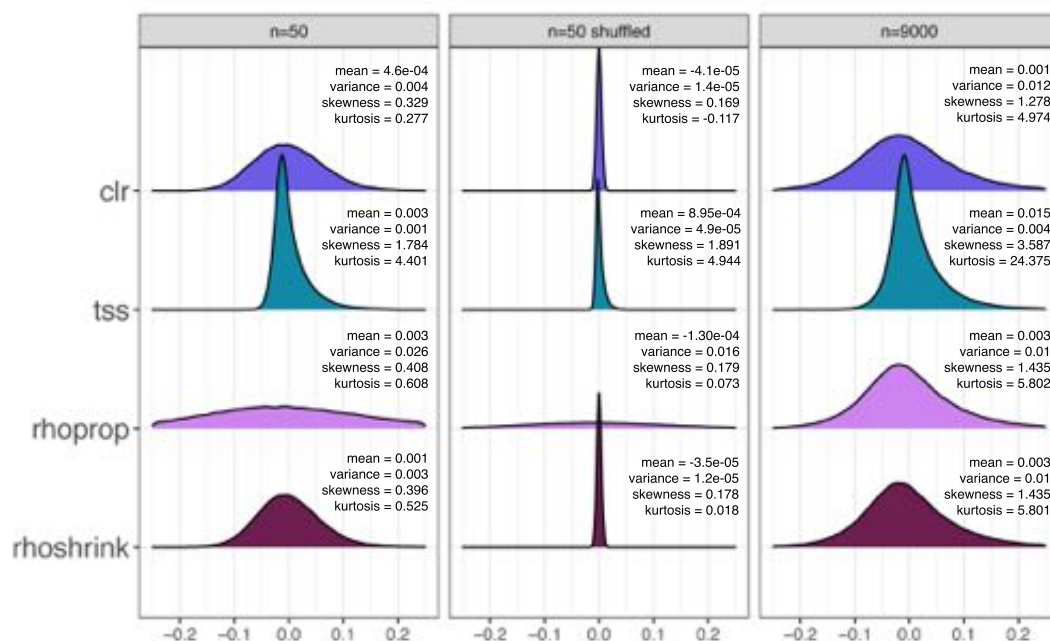 n=50
n=50 shuffled
n=9000
mean = 4.6e-04
variance = 0.004
skewness = 0.329
kurtosis = 0.277
mean = -4.1e-05
variance = 1.4e-05
skewness = 0.169
kurtosis = -0.117
mean = 0.001
variance = 0.012
skewness = 1.278
kurtosis = 4.974
clr
mean = 0.003
variance = 0.001
skewness = 1.784
kurtosis = 4.401
mean = 8.95e-04
variance = 4.9e-05
skewness = 1.891
kurtosis = 4.944
mean = 0.015
variance = 0.004
skewness = 3.587
kurtosis = 24.375
tss
mean = 0.003
variance = 0.026
skewness = 0.408
kurtosis = 0.608
mean = -1.30e-04
variance = 0.016
skewness = 0.179
kurtosis = 0.073
mean = 0.003
variance = 0.01
skewness = 1.435
kurtosis = 5.802
rhoprop
mean = 0.001
variance = 0.003
skewness = 0.396
kurtosis = 0.525
mean = -3.5e-05
variance = 1.2e-05
skewness = 0.178
kurtosis = 0.018
mean = 0.003
variance = 0.01
skewness = 1.435
kurtosis = 5.801
rhoshrink
−0.2 −0.1 0.0 0.1 0.2
−0.2 −0.1 0.0 0.1 0.2
−0.2 −0.1 0.0 0.1 0.2